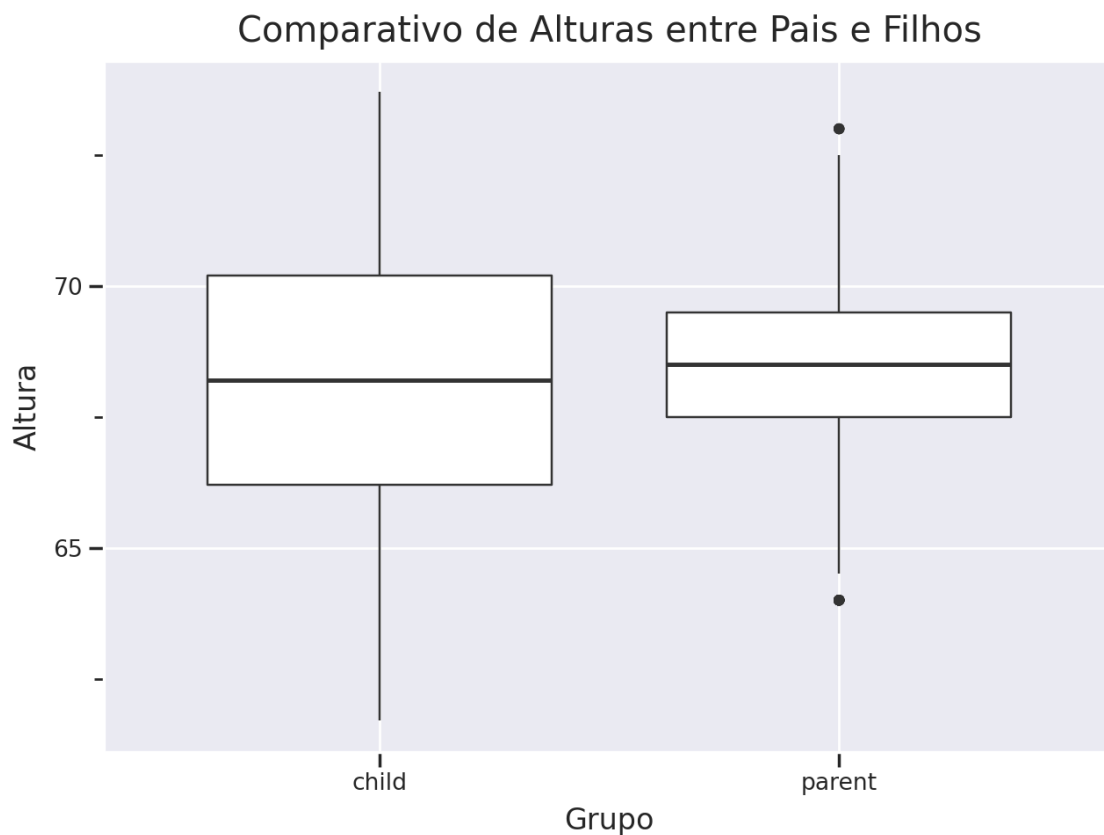 Comparativo de Alturas entre Pais e Filhos
70
65
Altura
child
parent
Grupo